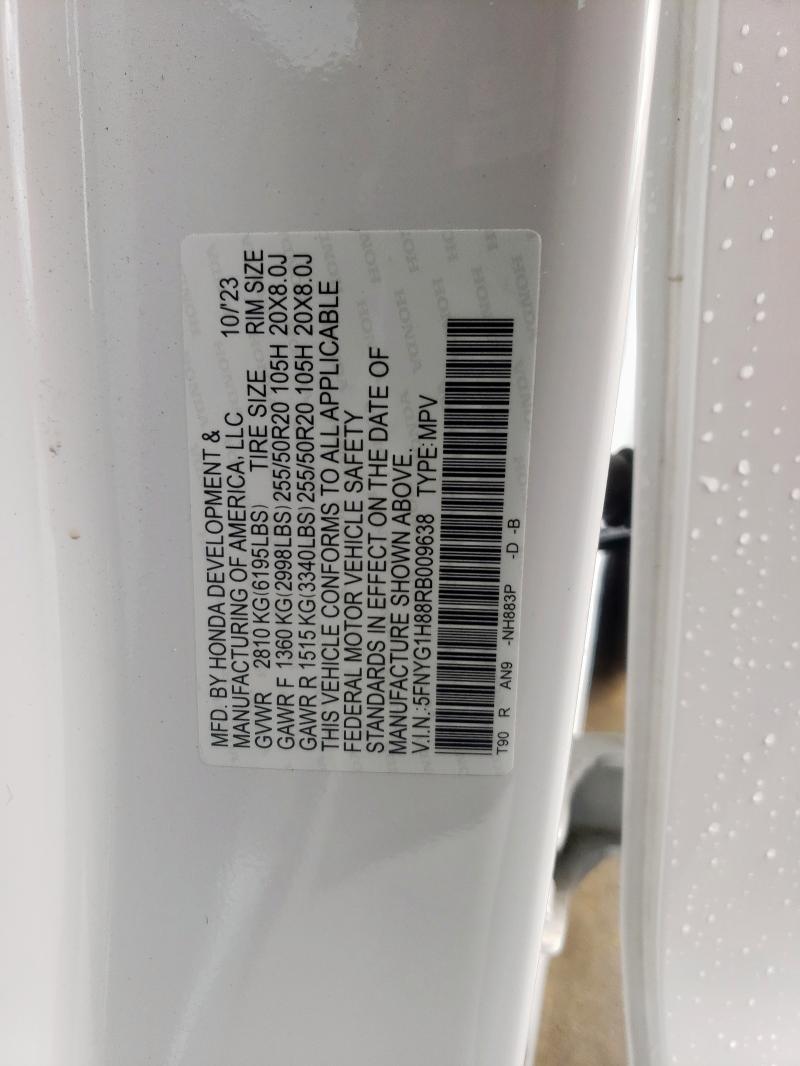 MFD. BY HONDA DEVELOPMENT &
MANUFACTURING OF AMERICA, LLC 10/'23
GVWR 2810 KG(6195LBS) TIRE SIZE RIM SIZE
GAWR F 1360 KG(2998LBS) 255/50R20 105H 20X8.0J
GAWR R 1515 KG(3340LBS) 255/50R20 105H 20X8.0J
THIS VEHICLE CONFORMS TO ALL APPLICABLE
FEDERAL MOTOR VEHICLE SAFETY
STANDARDS IN EFFECT ON THE DATE OF
MANUFACTURE SHOWN ABOVE.
V.I.N.:5FNYG1H88RB009638 TYPE:MPV
T90 R AN9 -NH883P -D -B